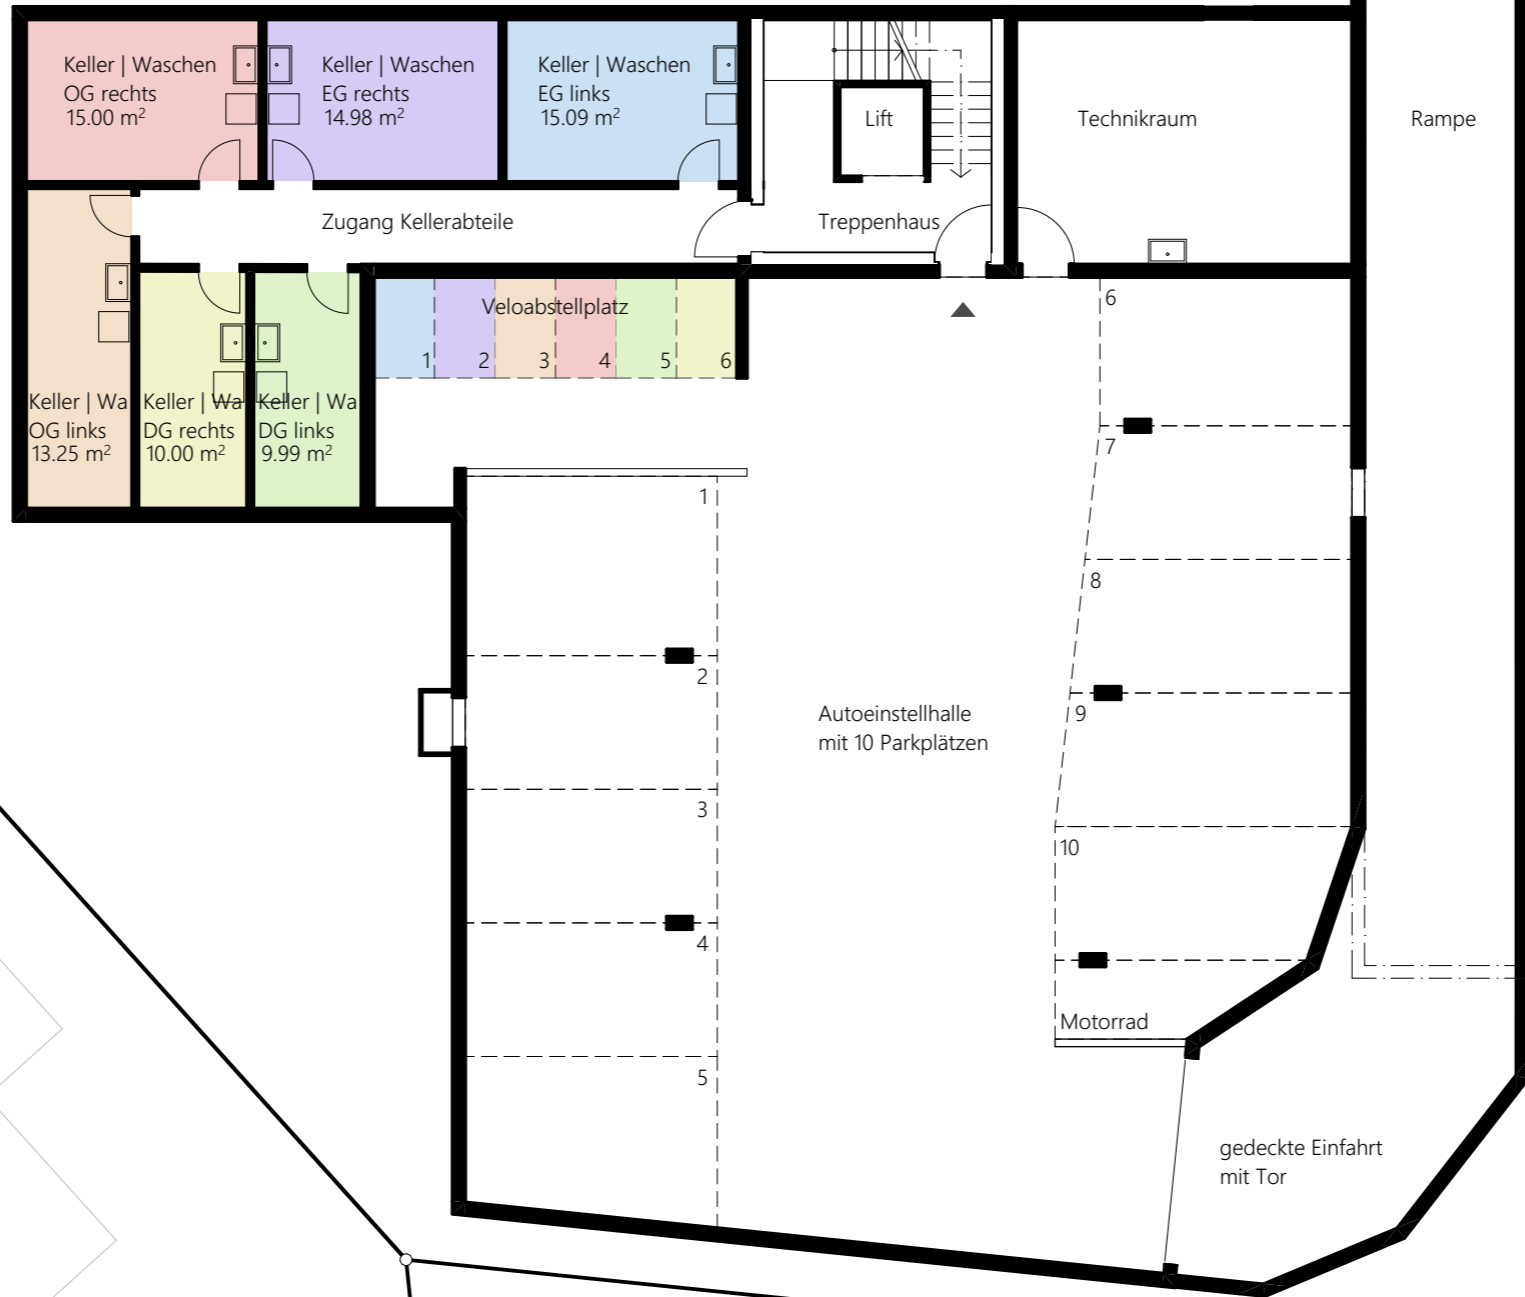 Keller | Waschen
OG rechts
15.00 m²
Keller | Waschen
EG rechts
14.98 m²
Keller | Waschen
EG links
15.09 m²
Lift
Technikraum
Rampe
Zugang Kellerabteile
Treppenhaus
Veloabstellplatz
1 2 3 4 5 6
Keller | Wa
OG links
13.25 m²
Keller | Wa
DG rechts
10.00 m²
Keller | Wa
DG links
9.99 m²
1
2
3
4
5
6
7
8
9
10
Autoeinstellhalle
mit 10 Parkplätzen
Motorrad
gedeckte Einfahrt
mit Tor